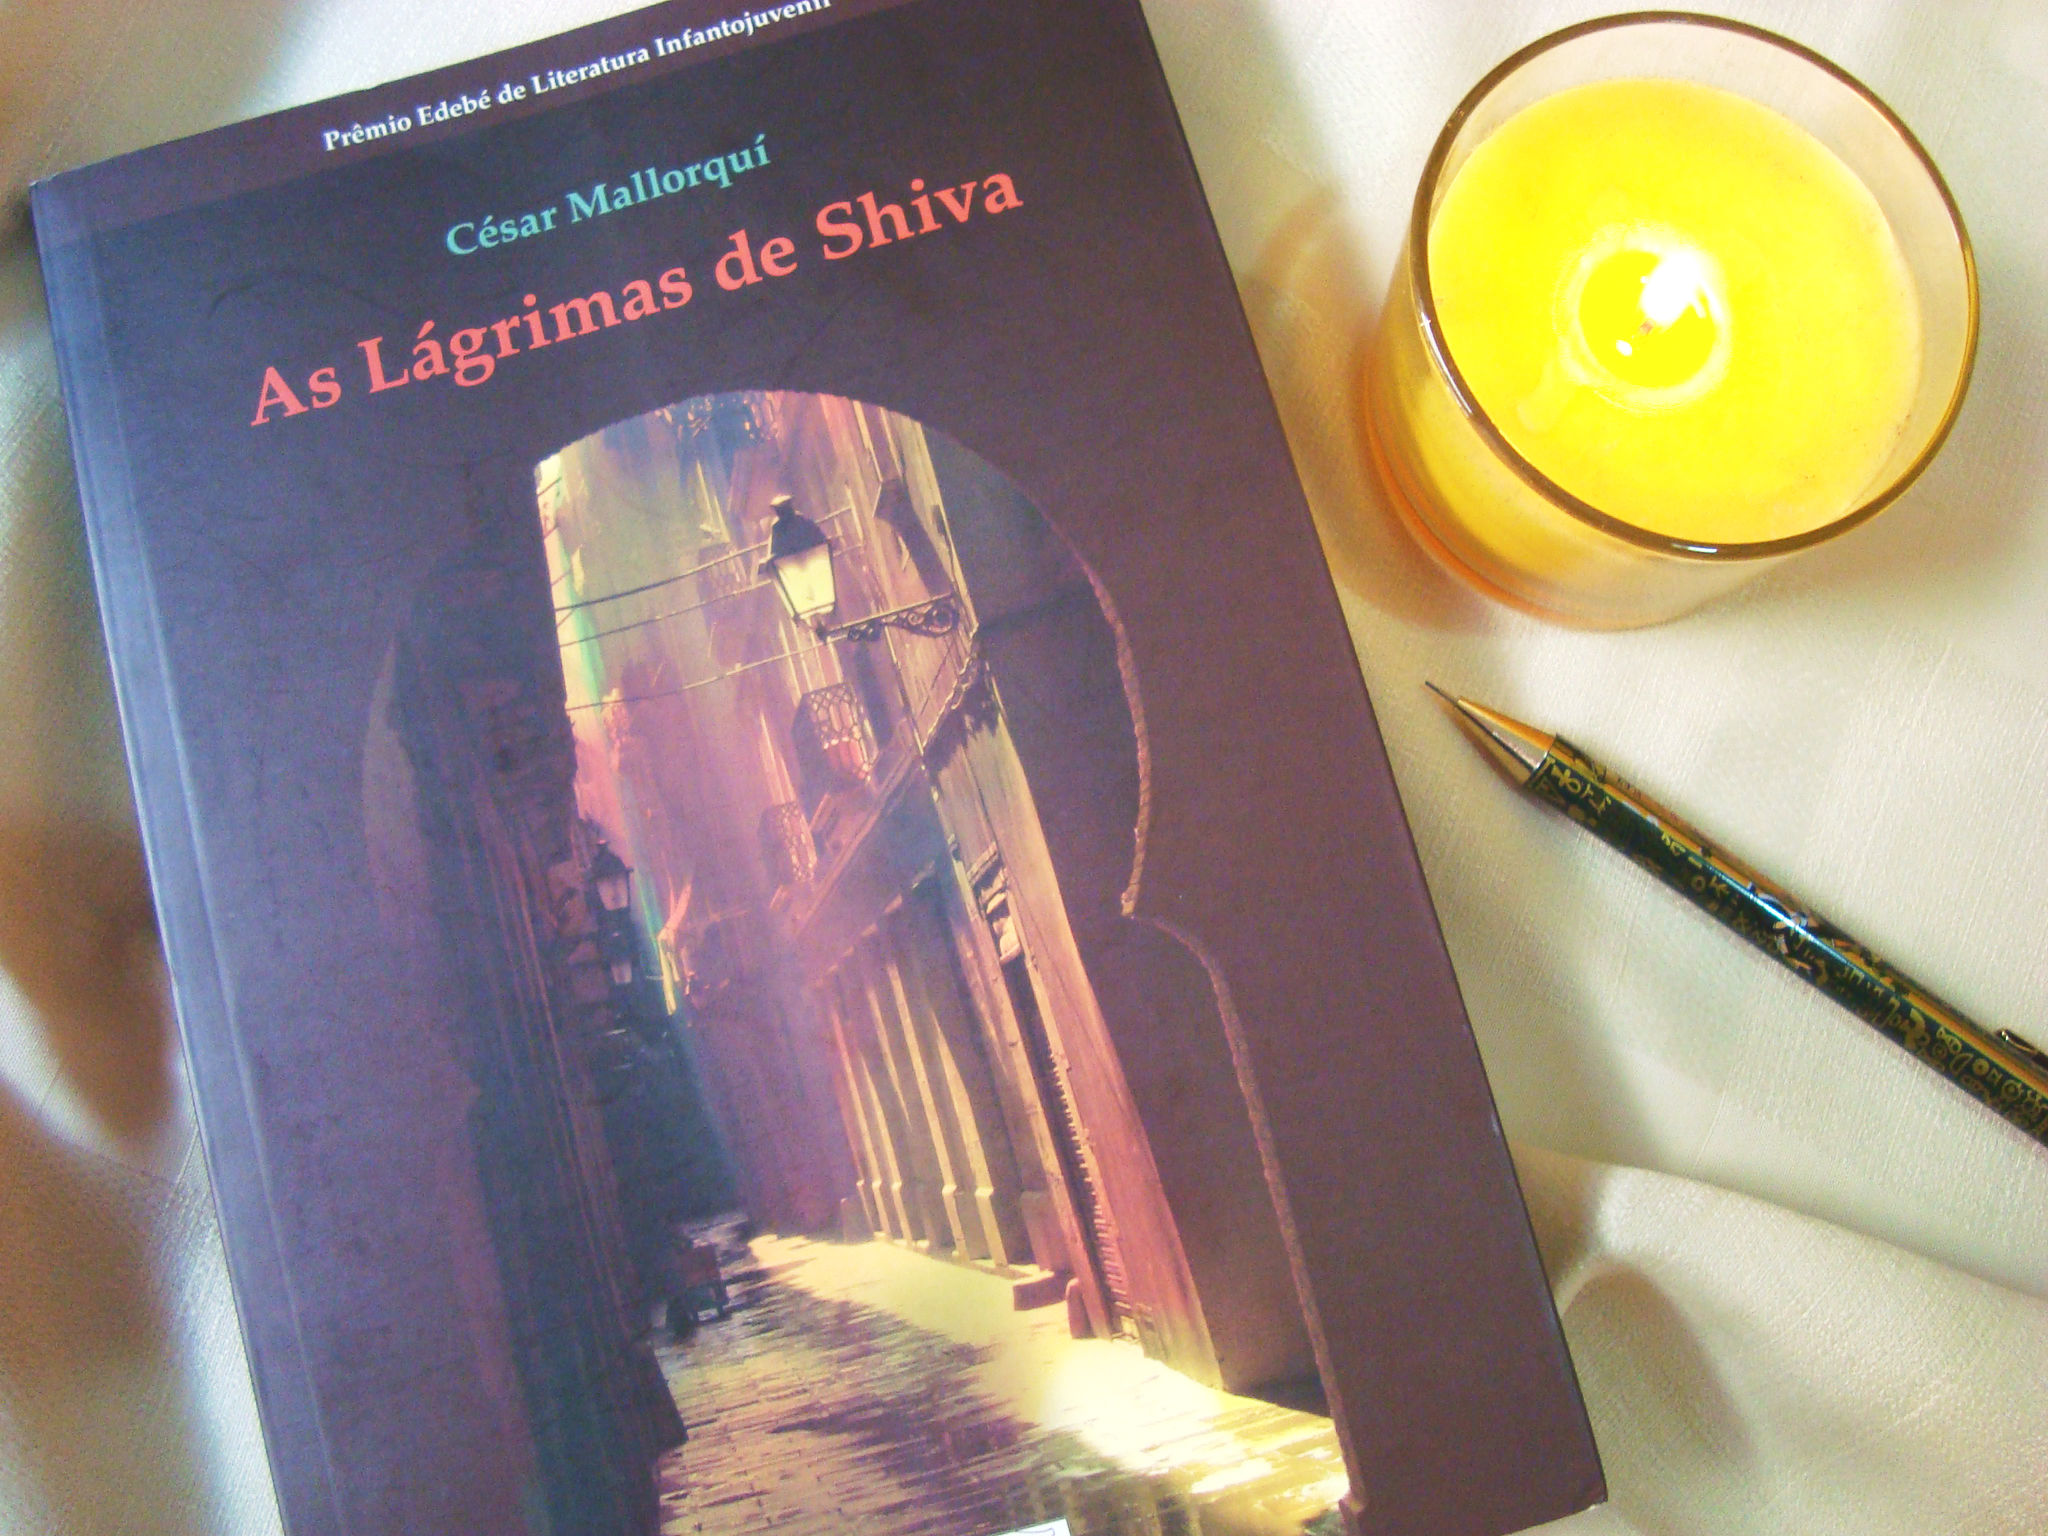 Prêmio Edebé de Literatura Infantojuvenil
César Mallorquí
As Lágrimas de Shiva